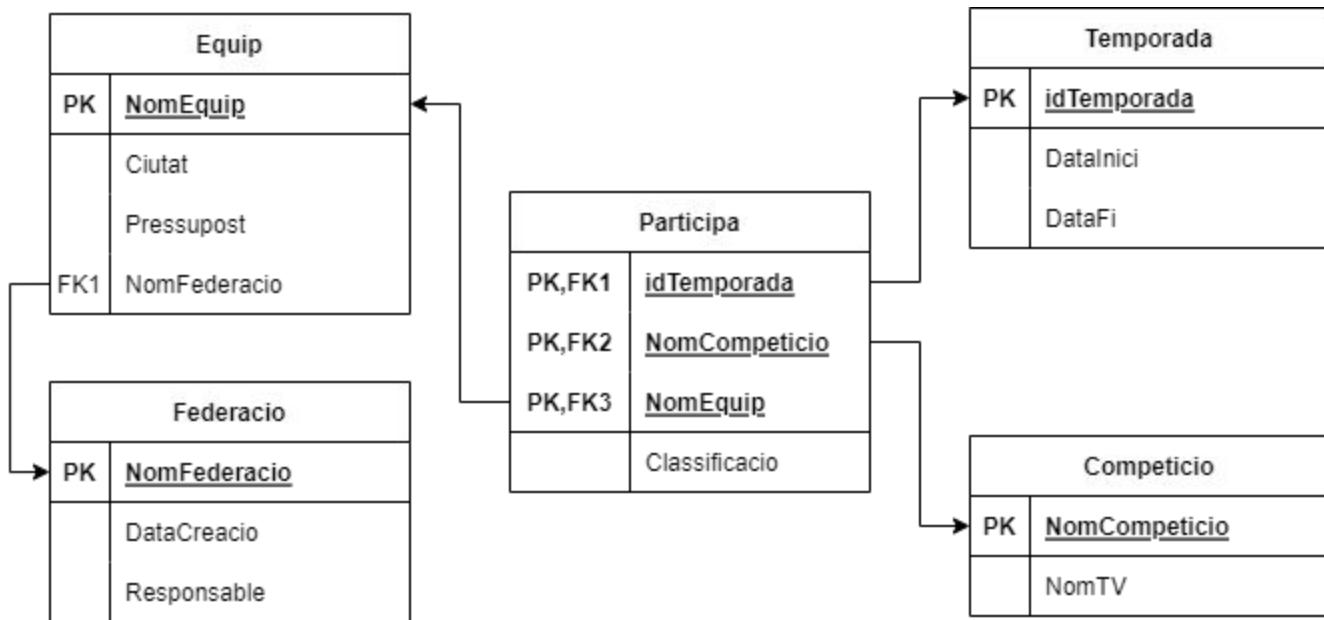 Equip
PK NomEquip
Ciutat
Pressupost
FK1 NomFederacio
Federacio
PK NomFederacio
DataCreacio
Responsable
Participa
PK,FK1 idTemporada
PK,FK2 NomCompeticio
PK,FK3 NomEquip
Classificacio
Temporada
PK idTemporada
DataInici
DataFi
Competicio
PK NomCompeticio
NomTV